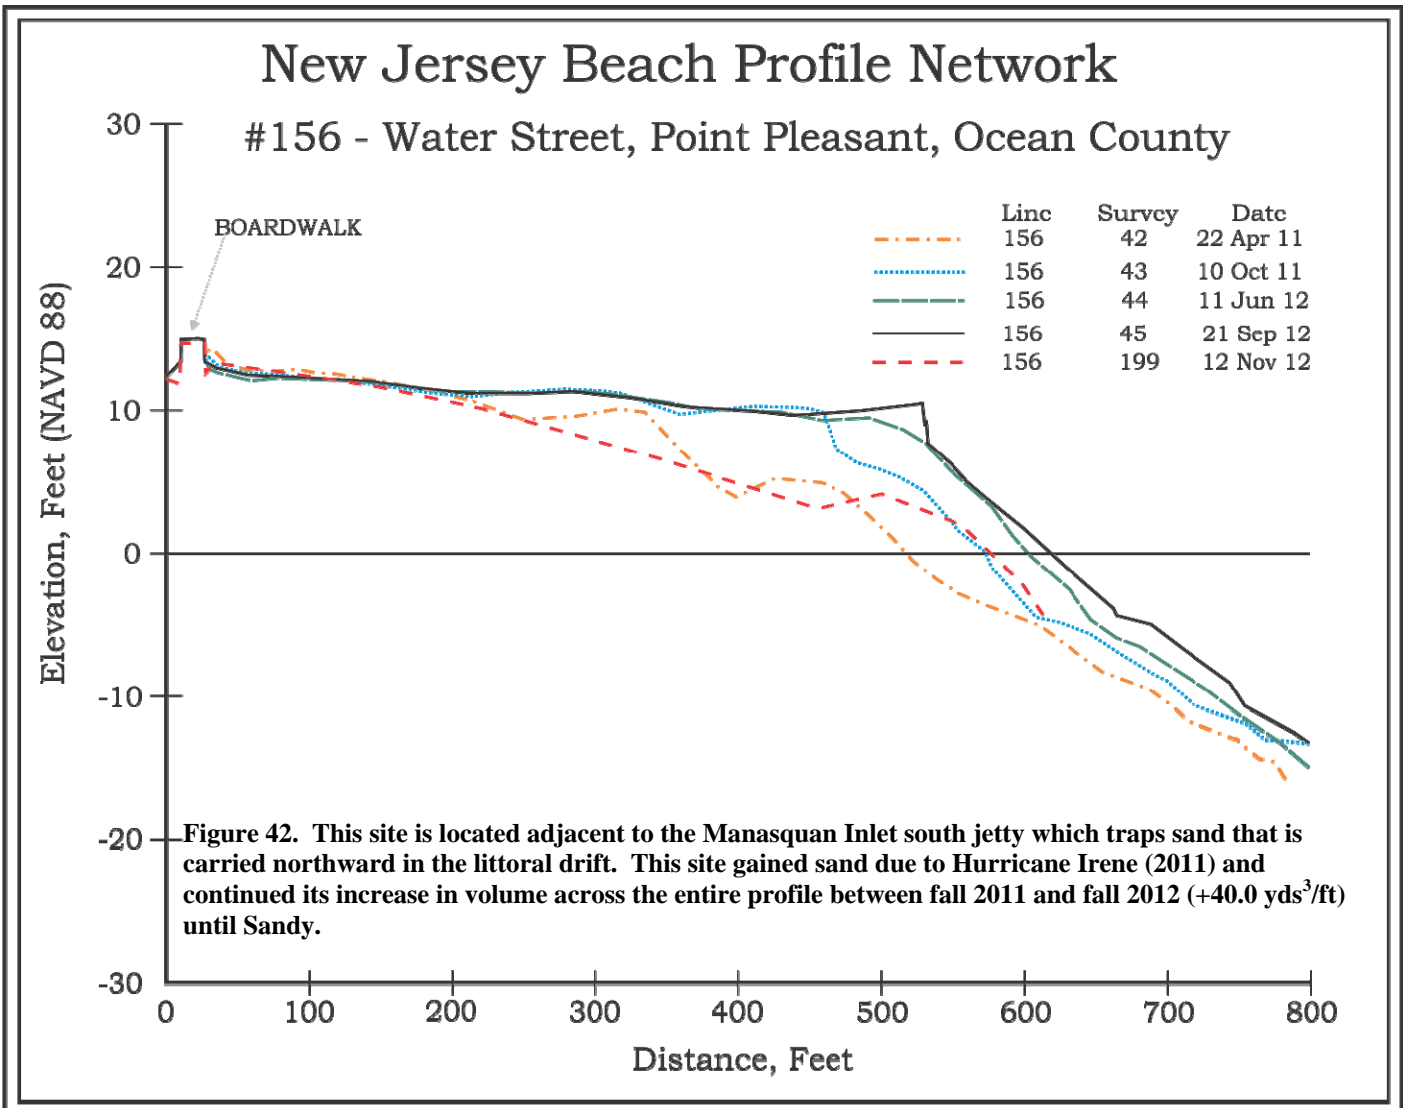 New Jersey Beach Profile Network
#156 - Water Street, Point Pleasant, Ocean County
BOARDWALK
Line Survey Date
156 42 22 Apr 11
156 43 10 Oct 11
156 44 11 Jun 12
156 45 21 Sep 12
156 199 12 Nov 12
Elevation, Feet (NAVD 88)
30
20
10
0
-10
-20
-30
Figure 42. This site is located adjacent to the Manasquan Inlet south jetty which traps sand that is
carried northward in the littoral drift. This site gained sand due to Hurricane Irene (2011) and
continued its increase in volume across the entire profile between fall 2011 and fall 2012 (+40.0 yds³/ft)
until Sandy.
0 100 200 300 400 500 600 700 800
Distance, Feet